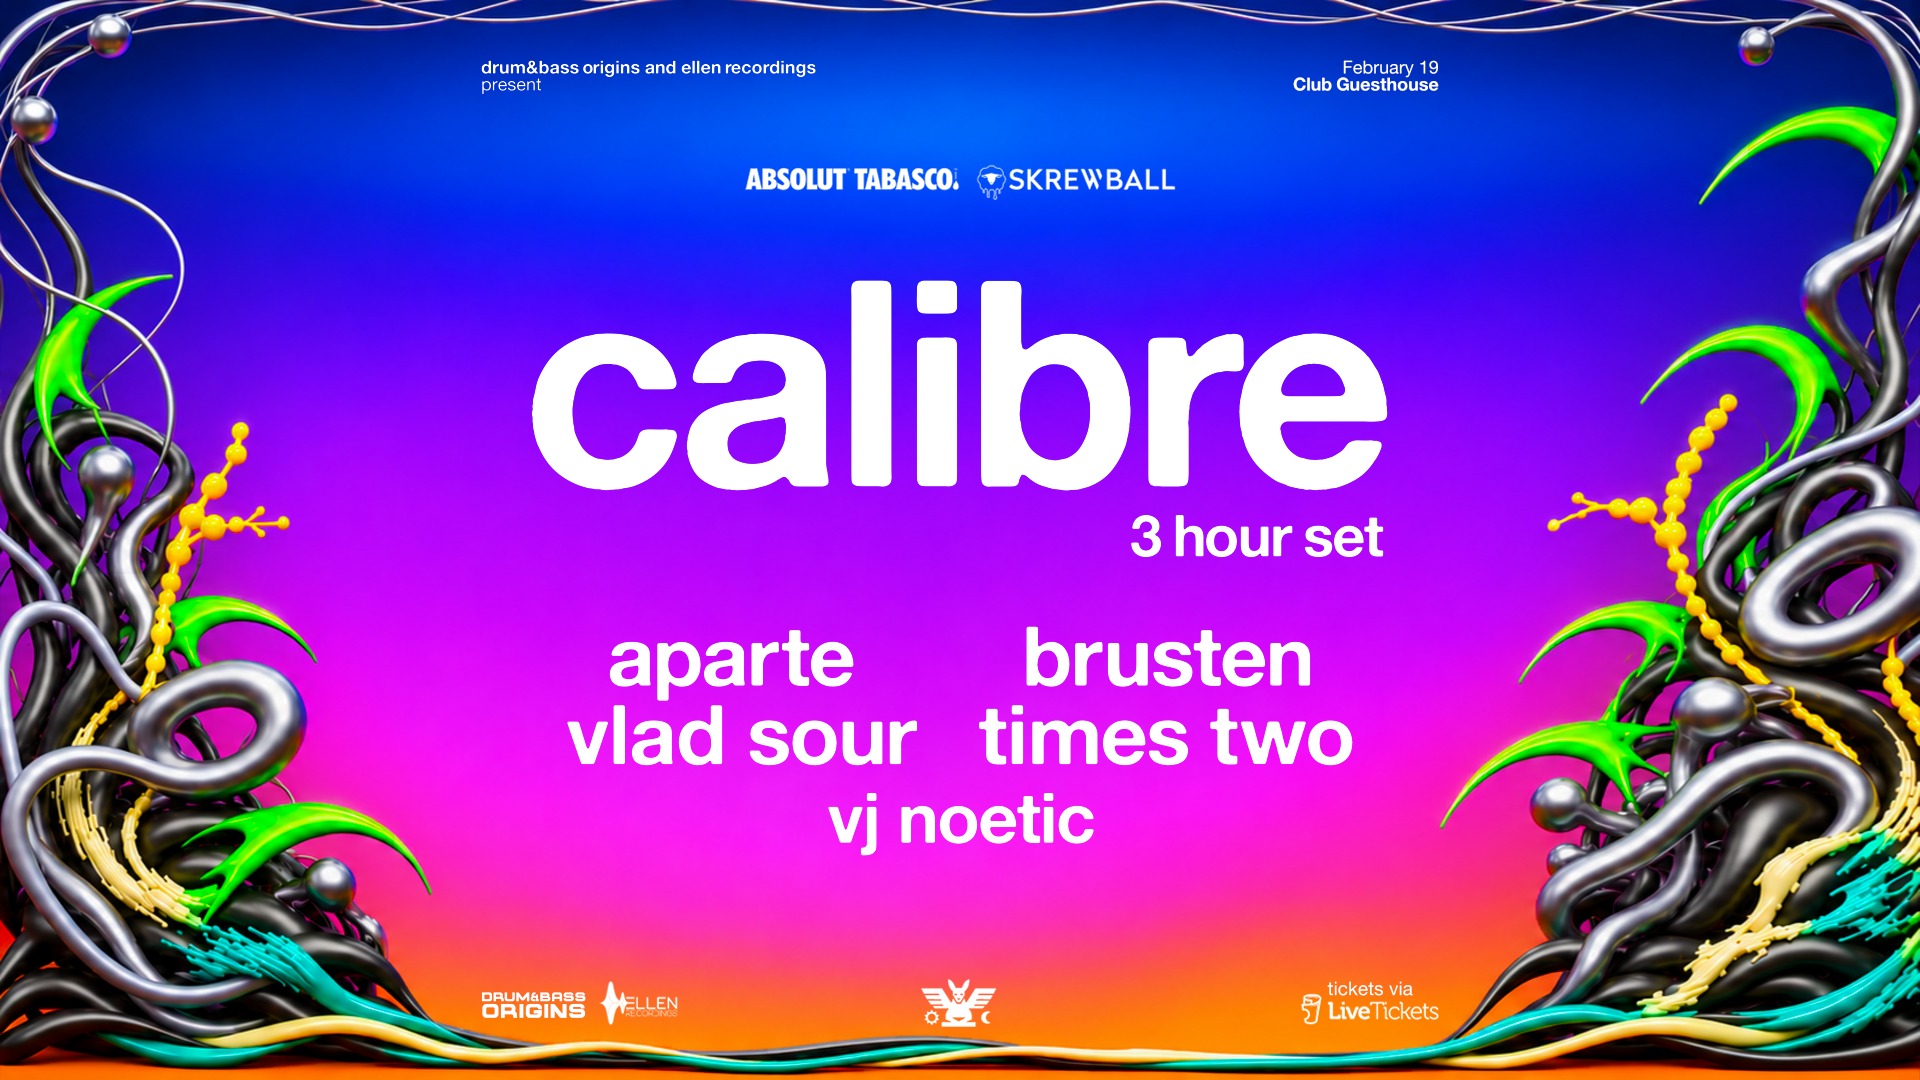 drum&bass origins and ellen recordings
present
February 19
Club Guesthouse
ABSOLUT TABASCO. SKREWBALL
calibre
3 hour set
aparte
brusten
vlad sour
times two
vj noetic
DRUM&BASS
ORIGINS
ELLEN
RECORDINGS
tickets via
LiveTickets